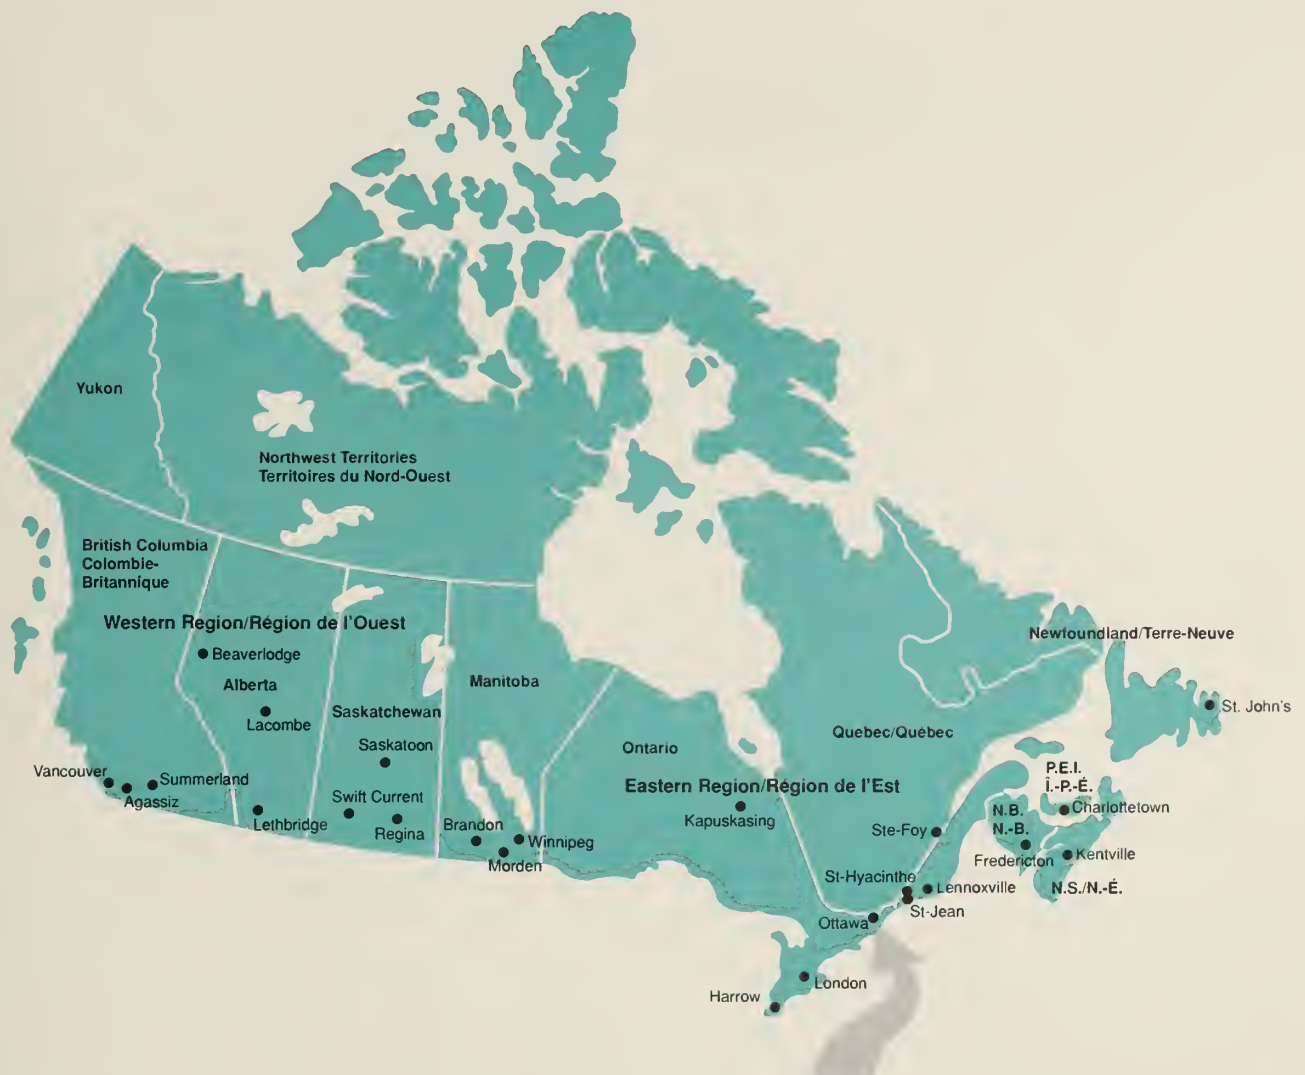 Yukon
Northwest Territories
Territoires du Nord-Ouest
British Columbia
Colombie-
Britannique
Western Region/Région de l'Ouest
Beaverlodge
Alberta
Lacombe
Manitoba
Saskatchewan
Saskatoon
Vancouver
Summerland
Agassiz
Swift Current
Lethbridge
Regina
Brandon
Winnipeg
Morden
Newfoundland/Terre-Neuve
St. John's
Quebec/Québec
Ontario
Eastern Region/Région de l'Est
Kapuskasing
P.E.I.
Î.-P.-É.
Charlottetown
N.B.
N.-B.
Ste-Foy
Fredericton
Kentville
St-Hyacinthe
Lennoxville
N.S./N.-É.
St-Jean
Ottawa
London
Harrow